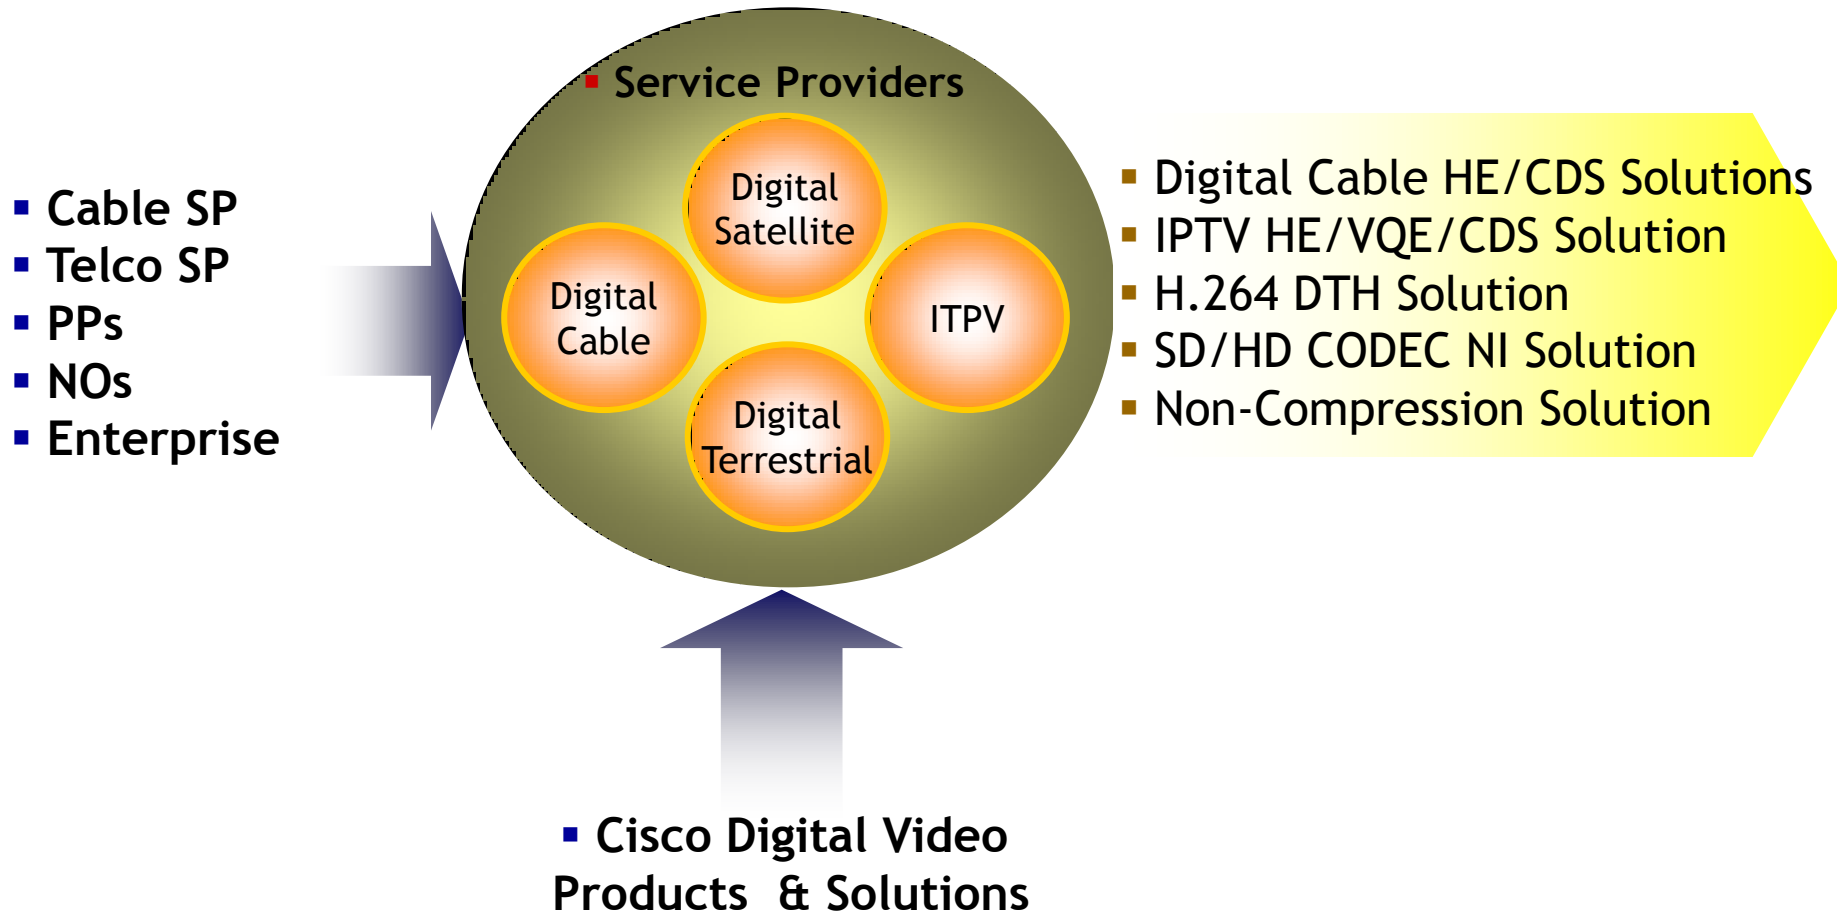 Service Providers
Digital
Satellite
Digital
Cable
ITPV
Digital
Terrestrial
Cable SP
Telco SP
PPs
NOs
Enterprise
Digital Cable HE/CDS Solutions
IPTV HE/VQE/CDS Solution
H.264 DTH Solution
SD/HD CODEC NI Solution
Non-Compression Solution
Cisco Digital Video
Products & Solutions